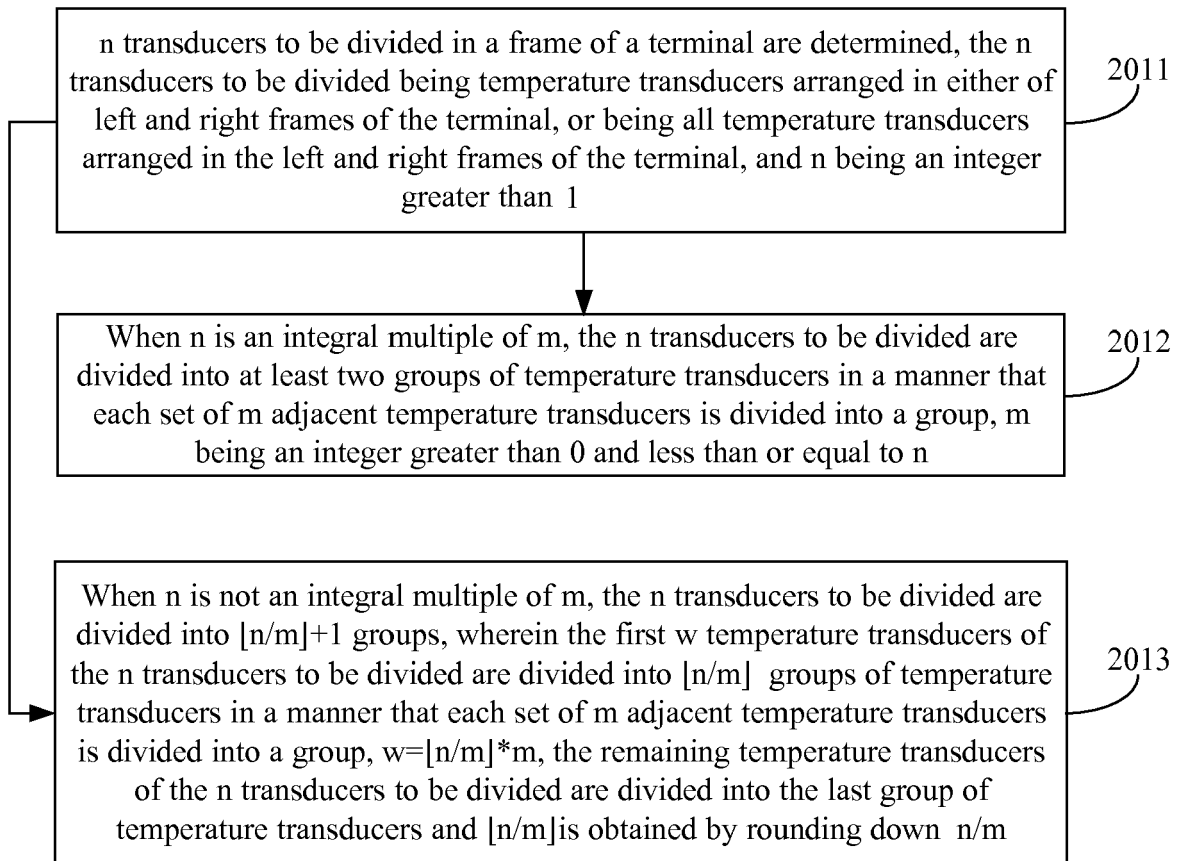 n transducers to be divided in a frame of a terminal are determined, the n
transducers to be divided being temperature transducers arranged in either of
left and right frames of the terminal, or being all temperature transducers
arranged in the left and right frames of the terminal, and n being an integer
greater than 1
2011
When n is an integral multiple of m, the n transducers to be divided are
divided into at least two groups of temperature transducers in a manner that
each set of m adjacent temperature transducers is divided into a group, m
being an integer greater than 0 and less than or equal to n
2012
When n is not an integral multiple of m, the n transducers to be divided are
divided into ⌊n/m⌋+1 groups, wherein the first w temperature transducers of
the n transducers to be divided are divided into ⌊n/m⌋ groups of temperature
transducers in a manner that each set of m adjacent temperature transducers
is divided into a group, w=⌊n/m⌋*m, the remaining temperature transducers
of the n transducers to be divided are divided into the last group of
temperature transducers and ⌊n/m⌋is obtained by rounding down n/m
2013